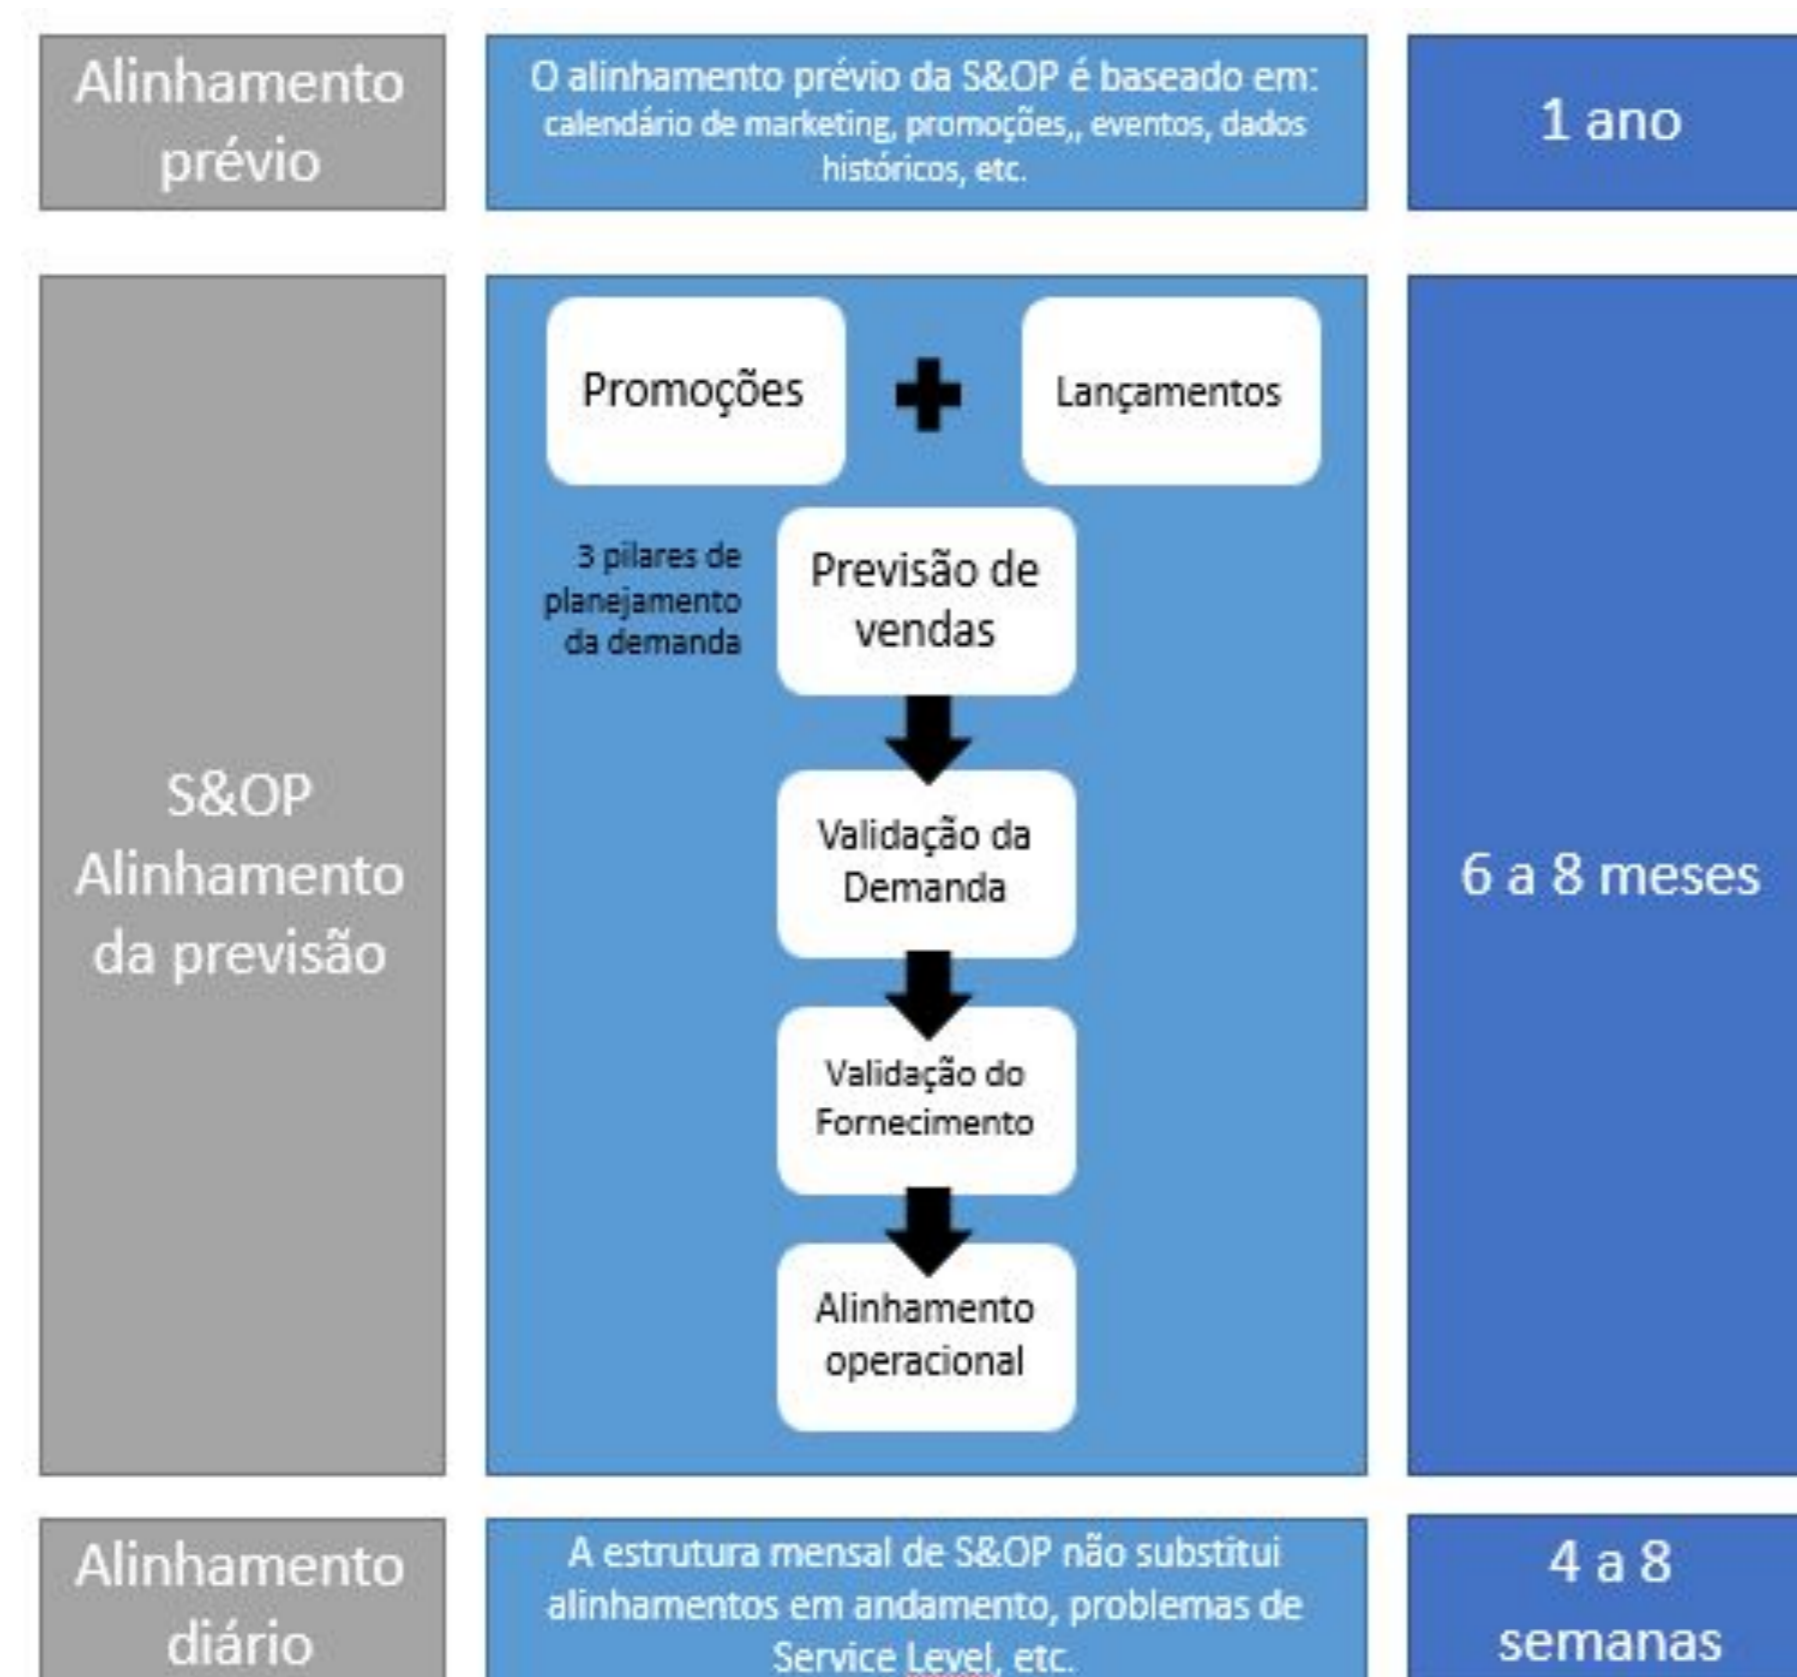 Alinhamento
prévio
O alinhamento prévio da S&OP é baseado em:
calendário de marketing, promoções,, eventos, dados
históricos, etc.
1 ano
S&OP
Alinhamento
da previsão
Promoções
Lançamentos
3 pilares de
planejamento
da demanda
Previsão de
vendas
Validação da
Demanda
Validação do
Fornecimento
Alinhamento
operacional
6 a 8 meses
Alinhamento
diário
A estrutura mensal de S&OP não substitui
alinhamentos em andamento, problemas de
Service Level, etc.
4 a 8
semanas